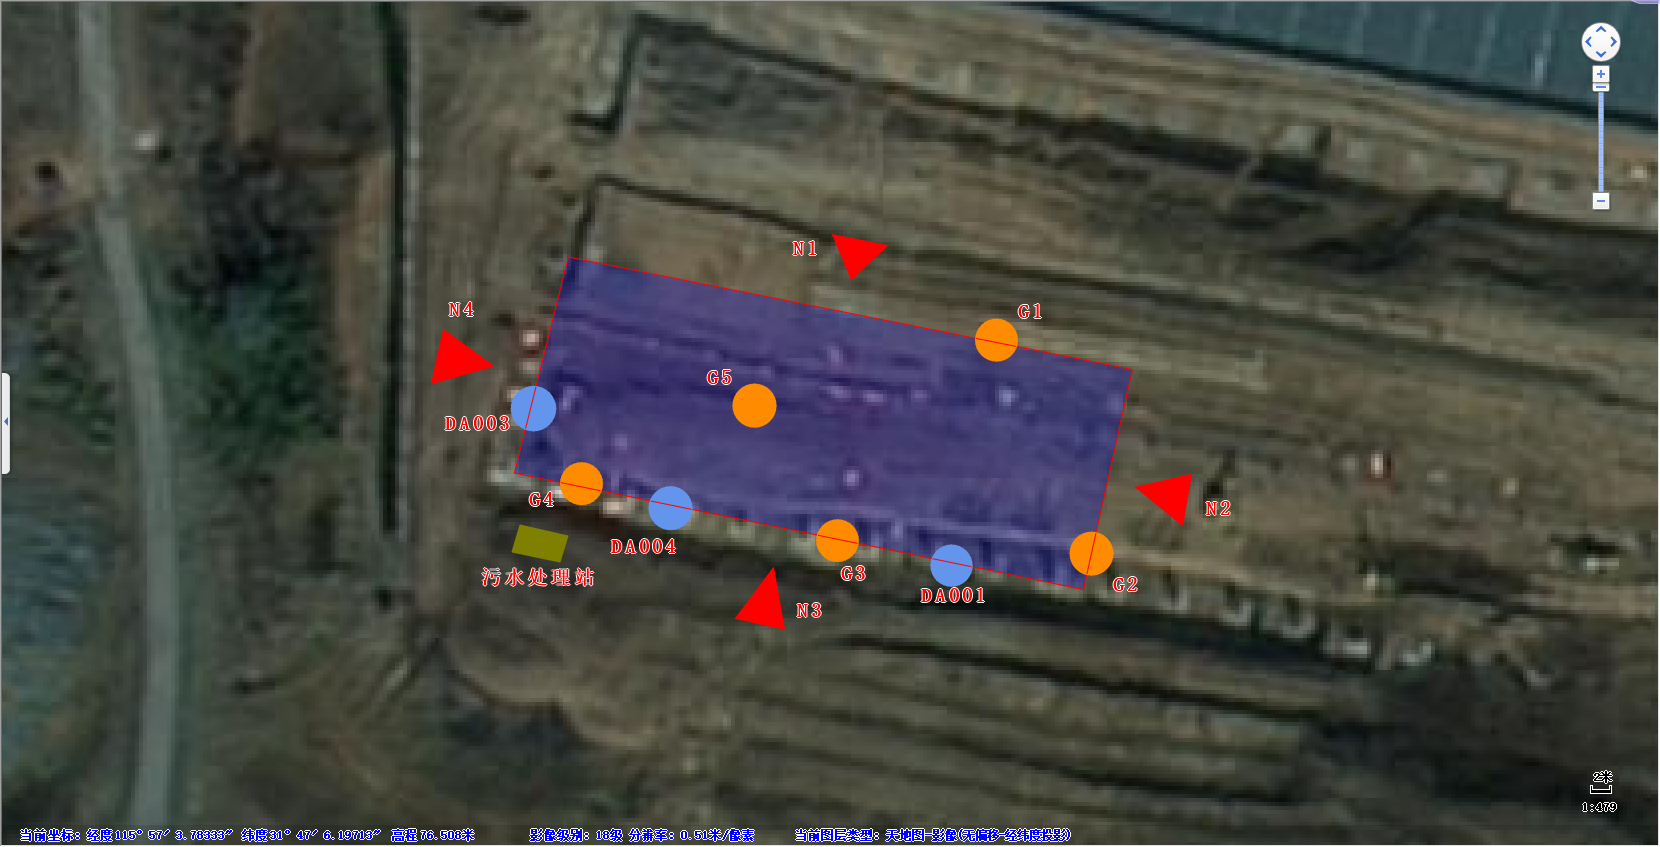 N1
N4
G1
G5
DA003
G4
N2
DA004
G3
G2
污水处理站
DA001
N3
2米
1:479
当前坐标: 经度115° 57′ 3.78333″ 纬度31° 47′ 6.19713″ 高程76.508米 影像级别: 18级 分辨率: 0.51米/像素 当前图层类型: 天地图-影像(无偏移-经纬度投影)